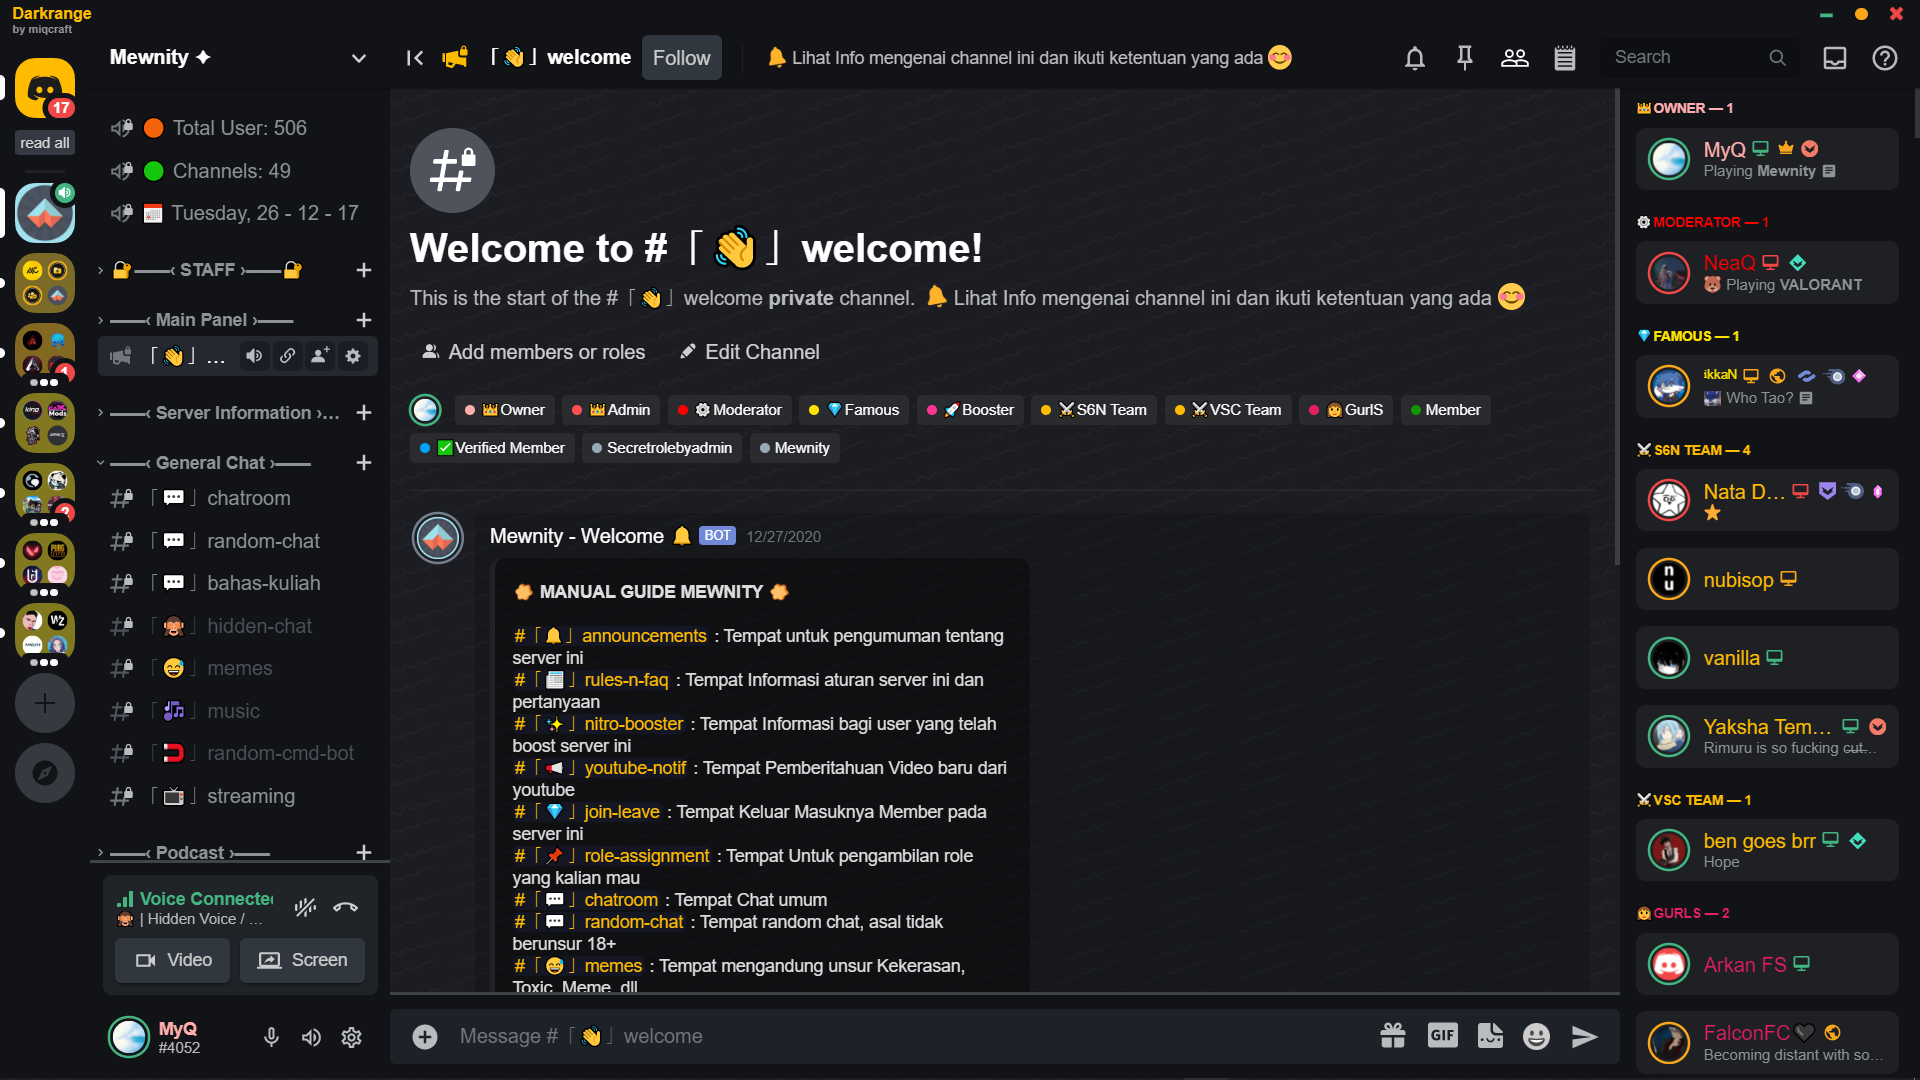 Darkrange
by miqcraft
17
read all
Mewnity ✦
Total User: 506
Channels: 49
Tuesday, 26 - 12 - 17
🔐——‹ STAFF ›——🔐
——‹ Main Panel ›——
「👋」...
——‹ Server Information ›...
——‹ General Chat ›——
「💬」chatroom
「💬」random-chat
「💬」bahas-kuliah
「🙈」hidden-chat
「😅」memes
「🎶」music
「🧲」random-cmd-bot
「📺」streaming
——‹ Podcast ›——
Voice Connected
🙈 | Hidden Voice / ...
Video
Screen
MyQ
#4052
「👋」welcome
Follow
🔔 Lihat Info mengenai channel ini dan ikuti ketentuan yang ada 😊
Search
Welcome to #「👋」welcome!
This is the start of the #「👋」welcome private channel. 🔔 Lihat Info mengenai channel ini dan ikuti ketentuan yang ada 😊
Add members or roles
Edit Channel
👑Owner
👑Admin
⚙Moderator
💎Famous
🚀Booster
⚔S6N Team
⚔VSC Team
👩GurlS
Member
✅Verified Member
Secretrolebyadmin
Mewnity
Mewnity - Welcome 🔔 BOT 12/27/2020
MANUAL GUIDE MEWNITY
#「🔔」announcements : Tempat untuk pengumuman tentang
server ini
#「📰」rules-n-faq : Tempat Informasi aturan server ini dan
pertanyaan
#「✨」nitro-booster : Tempat Informasi bagi user yang telah
boost server ini
#「📢」youtube-notif : Tempat Pemberitahuan Video baru dari
youtube
#「💎」join-leave : Tempat Keluar Masuknya Member pada
server ini
#「📌」role-assignment : Tempat Untuk pengambilan role
yang kalian mau
#「💬」chatroom : Tempat Chat umum
#「💬」random-chat : Tempat random chat, asal tidak
berunsur 18+
#「😅」memes : Tempat mengandung unsur Kekerasan,
Toxic, Meme, dll
Message #「👋」welcome
GIF
👑OWNER — 1
MyQ
Playing Mewnity
⚙MODERATOR — 1
NeaQ
🐻 Playing VALORANT
💎FAMOUS — 1
ikkaN
Who Tao?
⚔S6N TEAM — 4
Nata D...
nubisop
vanilla
Yaksha Tem...
Rimuru is so fucking cut...
⚔VSC TEAM — 1
ben goes brr
Hope
👩GURLS — 2
Arkan FS
FalconFC
Becoming distant with so...